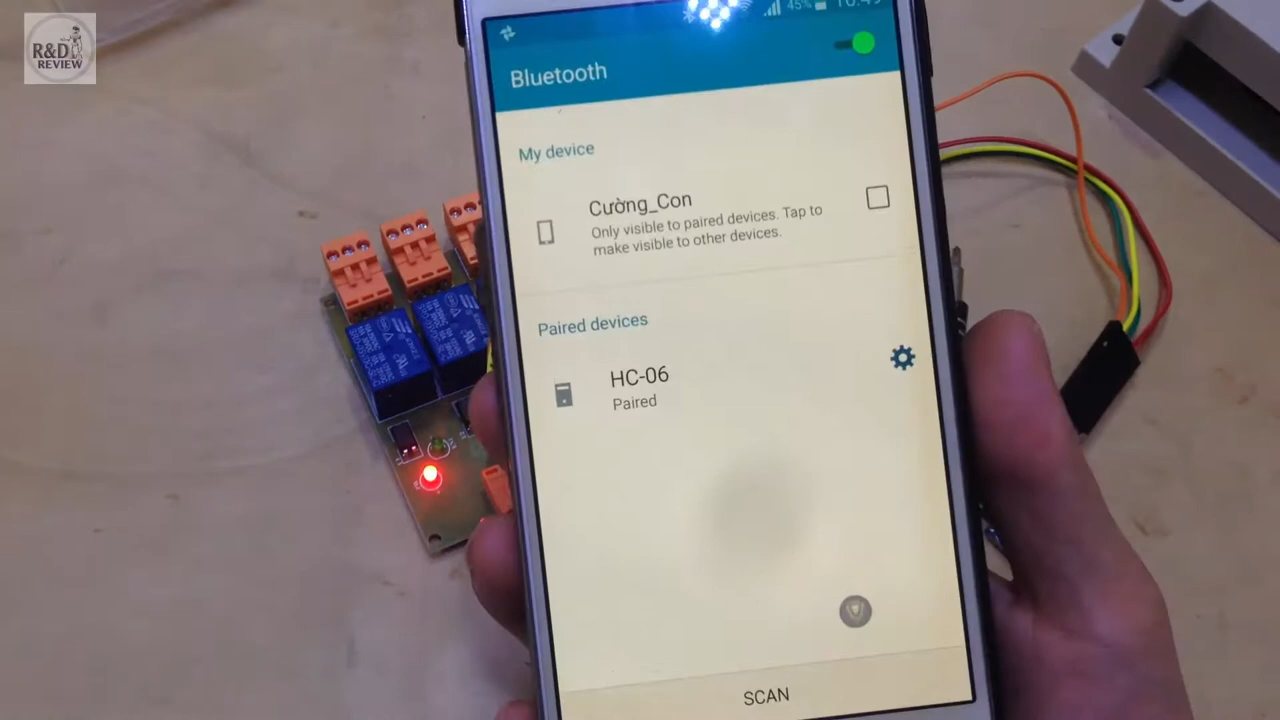 R&D
REVIEW
45%
Bluetooth
My device
Cường_Con
Only visible to paired devices. Tap to
make visible to other devices.
Paired devices
HC-06
Paired
SCAN